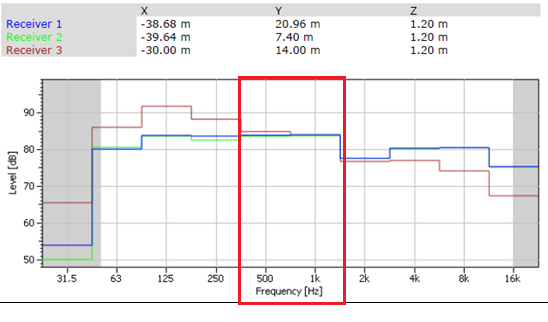 X Y Z
Receiver 1 -38.68 m 20.96 m 1.20 m
Receiver 2 -39.64 m 7.40 m 1.20 m
Receiver 3 -30.00 m 14.00 m 1.20 m
Level [dB]
90
80
70
60
50
31.5 63 125 250 500 1k 2k 4k 8k 16k
Frequency [Hz]